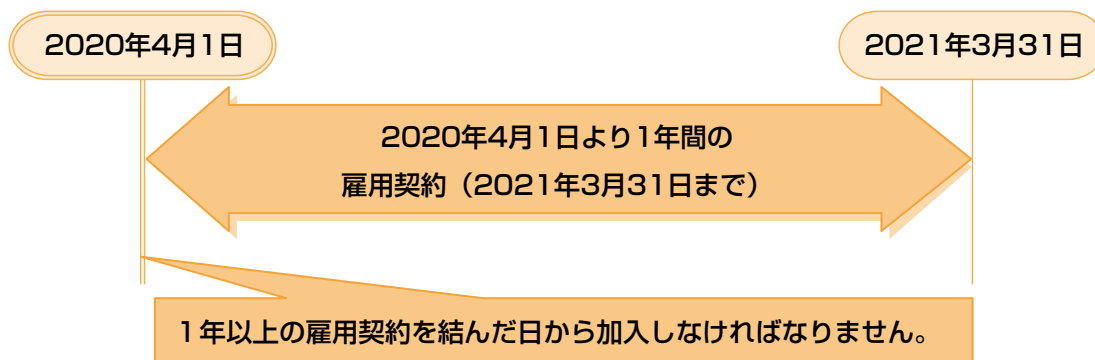 2020年4月1日
2021年3月31日
2020年4月1日より1年間の
雇用契約（2021年3月31日まで）
１年以上の雇用契約を結んだ日から加入しなければなりません。